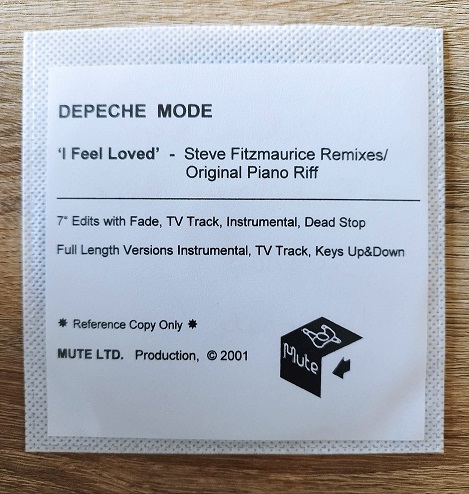 DEPECHE MODE
'I Feel Loved' - Steve Fitzmaurice Remixes/
Original Piano Riff
7" Edits with Fade, TV Track, Instrumental, Dead Stop
Full Length Versions Instrumental, TV Track, Keys Up&Down
✷ Reference Copy Only ✷
MUTE LTD. Production, © 2001
Mute